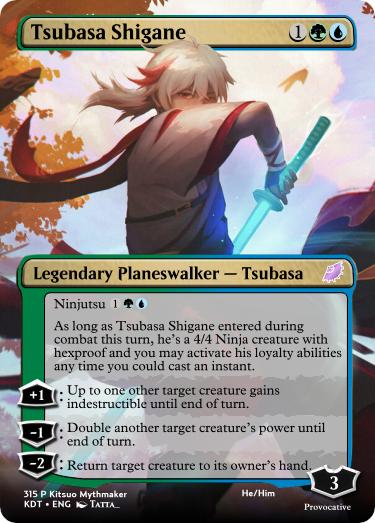 Tsubasa Shigane 1
Legendary Planeswalker — Tsubasa
Ninjutsu 1
As long as Tsubasa Shigane entered during
combat this turn, he's a 4/4 Ninja creature with
hexproof and you may activate his loyalty abilities
any time you could cast an instant.
+1 : Up to one other target creature gains
indestructible until end of turn.
-1 : Double another target creature's power until
end of turn.
-2 : Return target creature to its owner's hand.
3
315 P Kitsuo Mythmaker He/Him
KDT • ENG Tatta_ Provocative